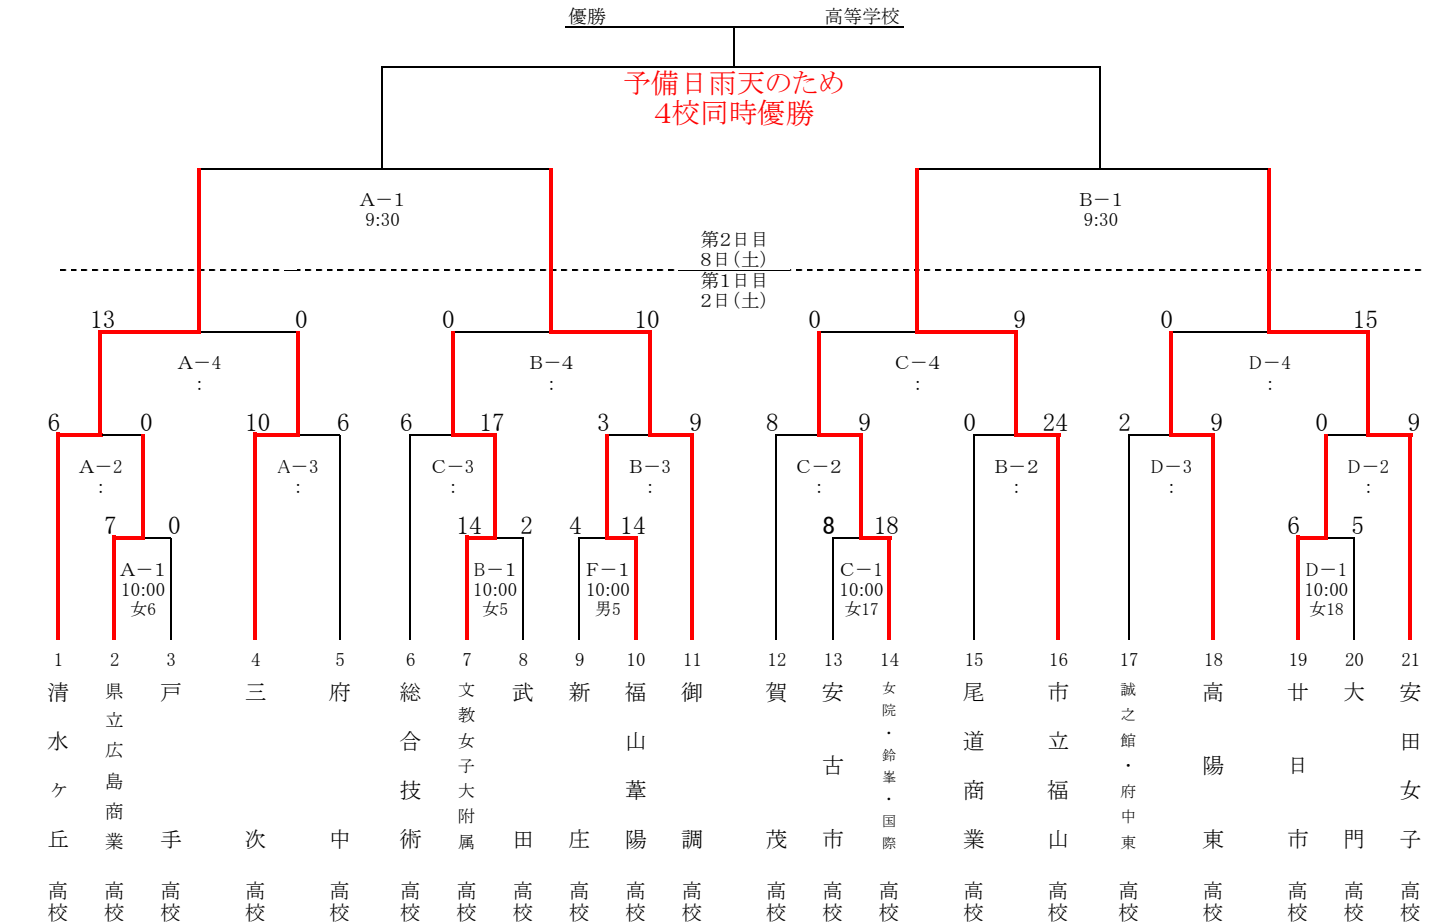 優勝 高等学校
予備日雨天のため
4校同時優勝
A－1
9:30
B－1
9:30
第2日目
8日(土)
第1日目
2日(土)
13 0 0 10 0 9 0 15
A－4 B－4 C－4 D－4
: : : :
6 0 10 6 6 17 3 9 8 9 0 24 2 9 0 9
A－2 A－3 C－3 B－3 C－2 B－2 D－3 D－2
: : : : : : : :
7 0 14 2 4 14 8 18 6 5
A－1 B－1 F－1 C－1 D－1
10:00 10:00 10:00 10:00 10:00
女6 女5 男5 女17 女18
1 2 3 4 5 6 7 8 9 10 11 12 13 14 15 16 17 18 19 20 21
清水ヶ丘高校
県立広島商業高校
戸手高校
三次高校
府中高校
総合技術高校
文教女子大附属高校
武田高校
新庄高校
福山葦陽高校
御調高校
賀茂高校
安古市高校
女院・鈴峯・国際高校
尾道商業高校
市立福山高校
誠之館・府中東高校
高陽東高校
廿日市高校
大門高校
安田女子高校